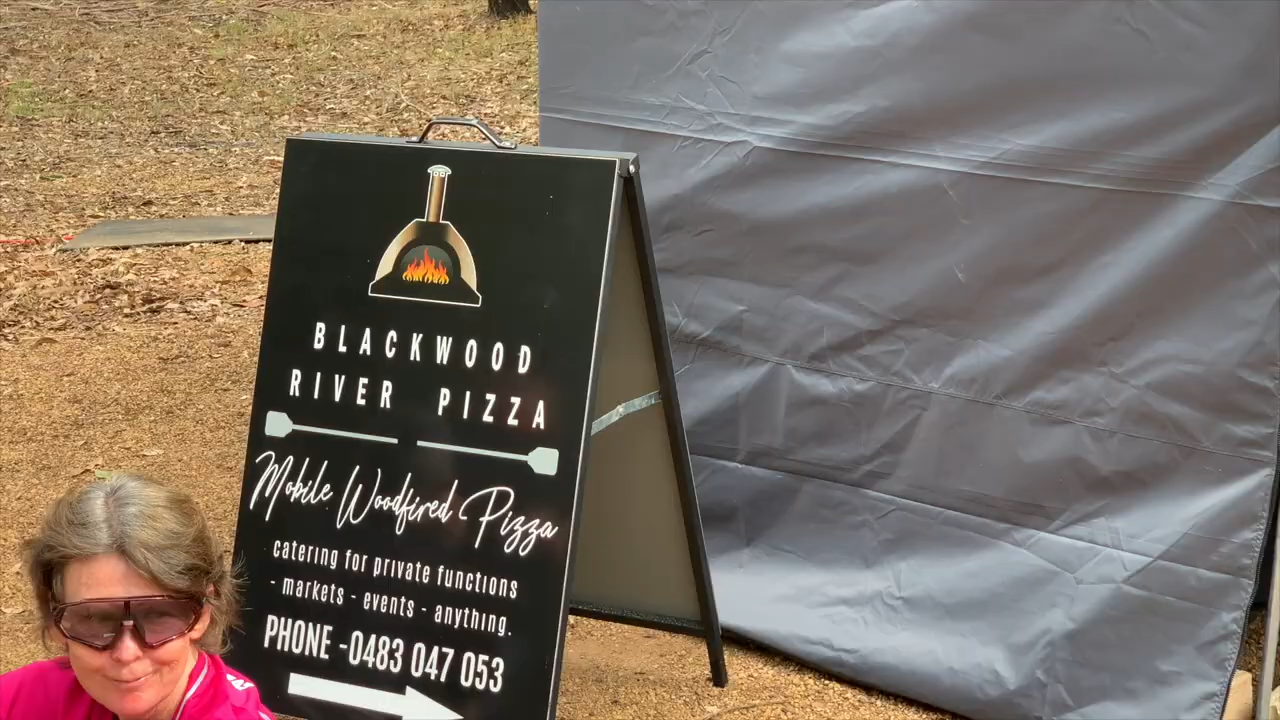 BLACKWOOD
RIVER PIZZA
Mobile Woodfired Pizza
catering for private functions
- markets - events - anything.
PHONE -0483 047 053